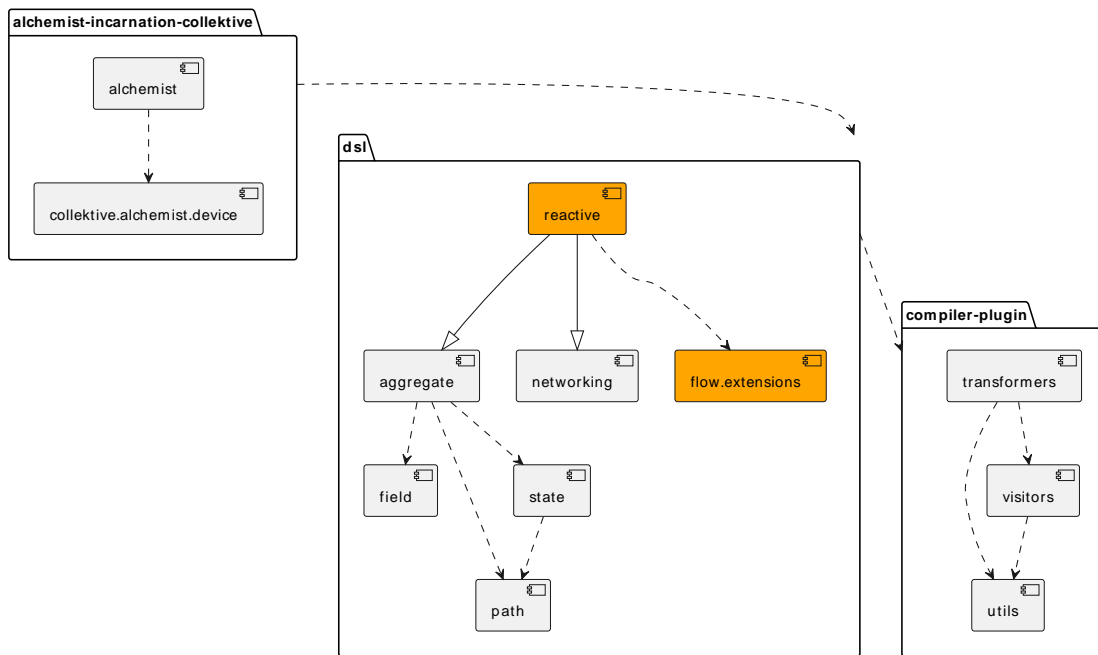 alchemist-incarnation-collektive
alchemist
collektive.alchemist.device
dsl
reactive
aggregate
networking
flow.extensions
field
state
path
compiler-plugin
transformers
visitors
utils